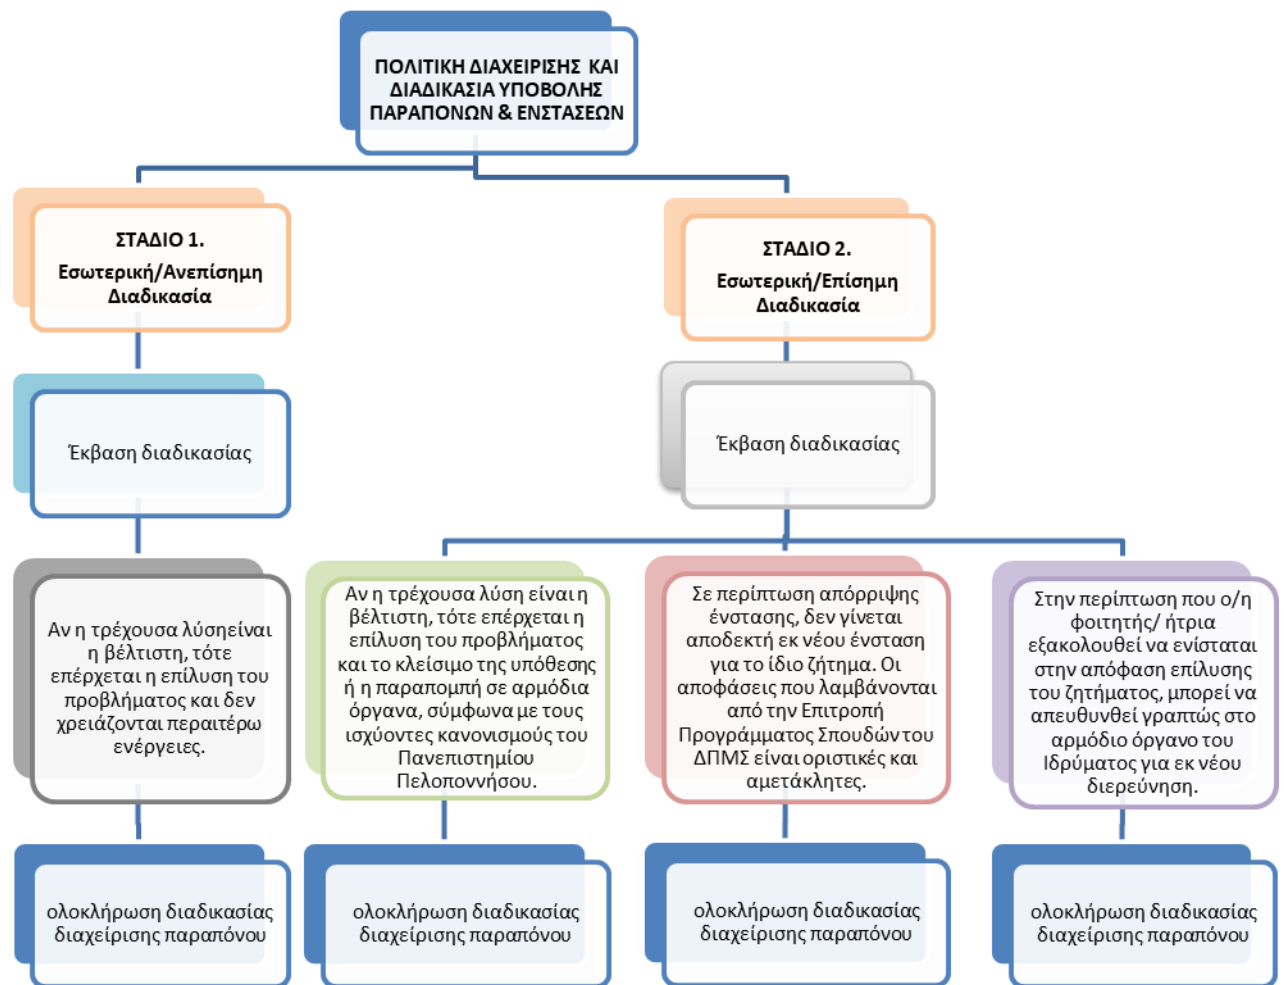 ΠΟΛΙΤΙΚΗ ΔΙΑΧΕΙΡΙΣΗΣ ΚΑΙ
ΔΙΑΔΙΚΑΣΙΑ ΥΠΟΒΟΛΗΣ
ΠΑΡΑΠΟΝΩΝ & ΕΝΣΤΑΣΕΩΝ
ΣΤΑΔΙΟ 1.
Εσωτερική/Ανεπίσημη
Διαδικασία
ΣΤΑΔΙΟ 2.
Εσωτερική/Επίσημη
Διαδικασία
Έκβαση διαδικασίας
Έκβαση διαδικασίας
Αν η τρέχουσα λύσηείναι
η βέλτιστη, τότε
επέρχεται η επίλυση του
προβλήματος και δεν
χρειάζονται περαιτέρω
ενέργειες.
Αν η τρέχουσα λύση είναι η
βέλτιστη, τότε επέρχεται η
επίλυση του προβλήματος
και το κλείσιμο της υπόθεσης
ή η παραπομπή σε αρμόδια
όργανα, σύμφωνα με τους
ισχύοντες κανονισμούς του
Πανεπιστημίου
Πελοποννήσου.
Σε περίπτωση απόρριψης
ένστασης, δεν γίνεται
αποδεκτή εκ νέου ένσταση
για το ίδιο ζήτημα. Οι
αποφάσεις που λαμβάνονται
από την Επιτροπή
Προγράμματος Σπουδών του
ΔΠΜΣ είναι οριστικές και
αμετάκλητες.
Στην περίπτωση που ο/η
φοιτητής/ ήτρια
εξακολουθεί να ενίσταται
στην απόφαση επίλυσης
του ζητήματος, μπορεί να
απευθυνθεί γραπτώς στο
αρμόδιο όργανο του
Ιδρύματος για εκ νέου
διερεύνηση.
ολοκλήρωση διαδικασίας
διαχείρισης παραπόνου
ολοκλήρωση διαδικασίας
διαχείρισης παραπόνου
ολοκλήρωση διαδικασίας
διαχείρισης παραπόνου
ολοκλήρωση διαδικασίας
διαχείρισης παραπόνου